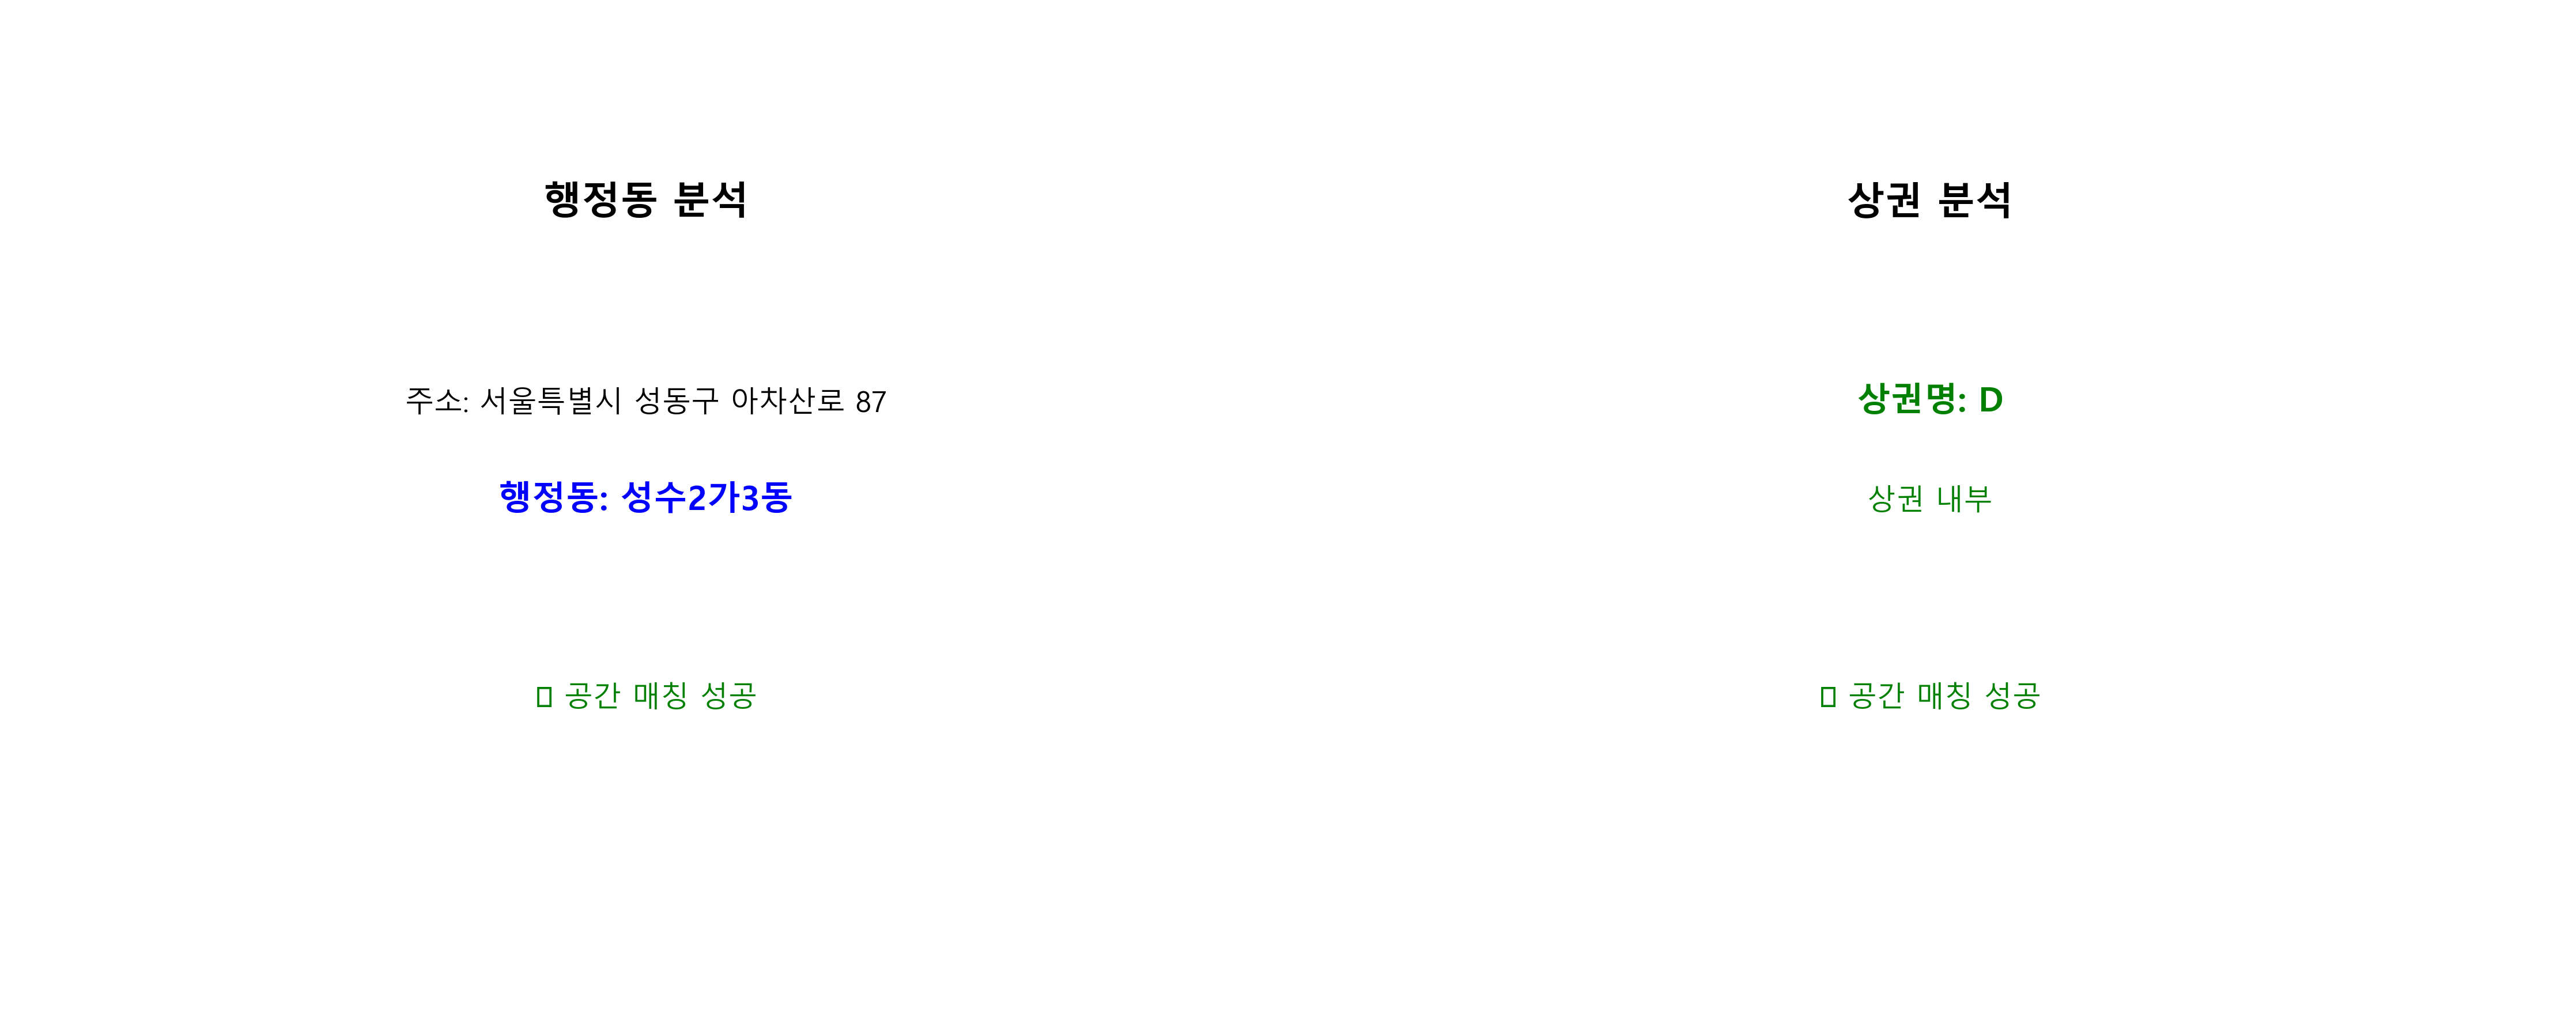 행정동 분석
주소: 서울특별시 성동구 아차산로 87
행정동: 성수2가3동
▯ 공간 매칭 성공
상권 분석
상권명: D
상권 내부
▯ 공간 매칭 성공